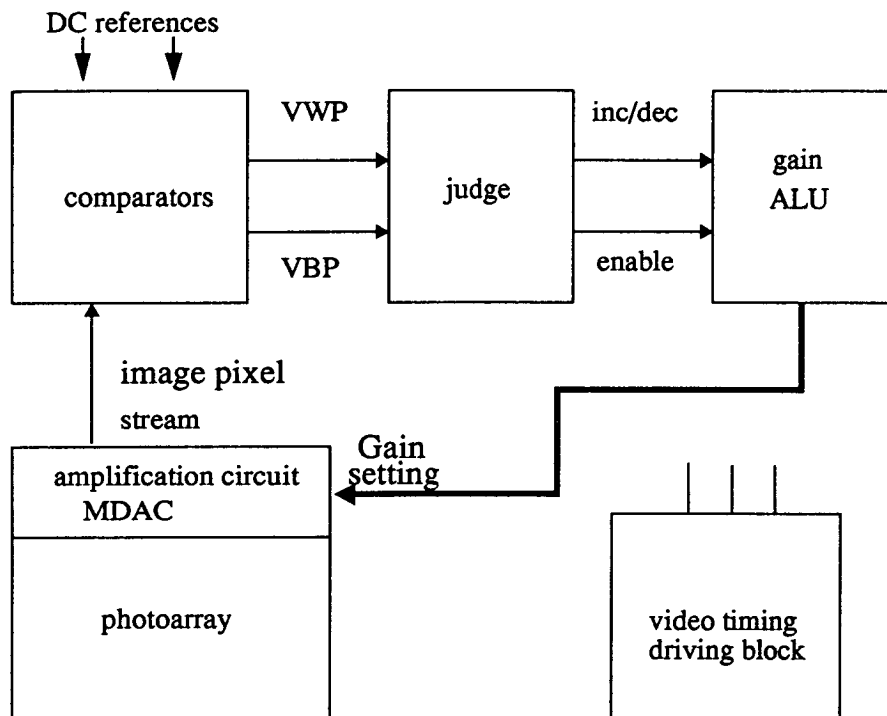 DC references
comparators
VWP
VBP
judge
inc/dec
enable
gain
ALU
image pixel
stream
amplification circuit
MDAC
Gain
setting
photoarray
video timing
driving block